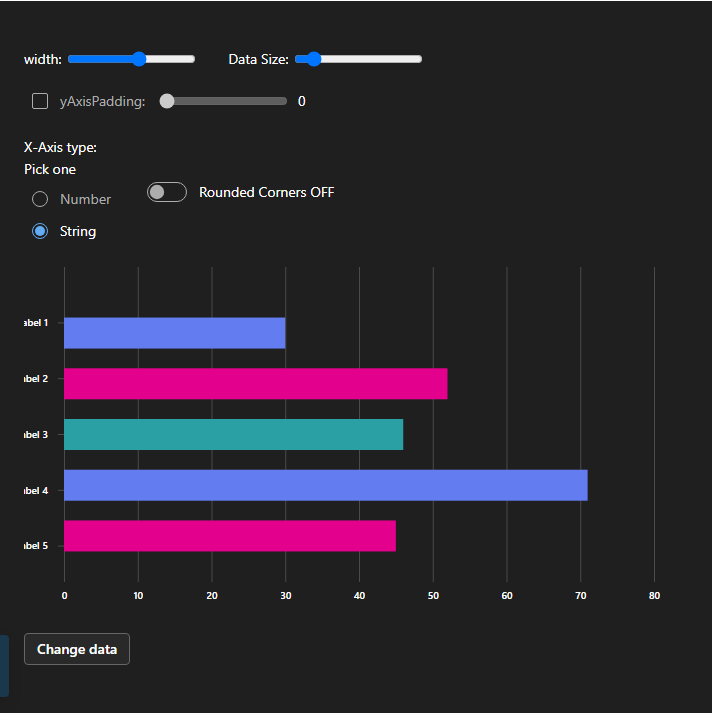 width: Data Size:
yAxisPadding: 0
X-Axis type:
Pick one
Number Rounded Corners OFF
String
abel 1
abel 2
abel 3
abel 4
abel 5
0 10 20 30 40 50 60 70 80
Change data